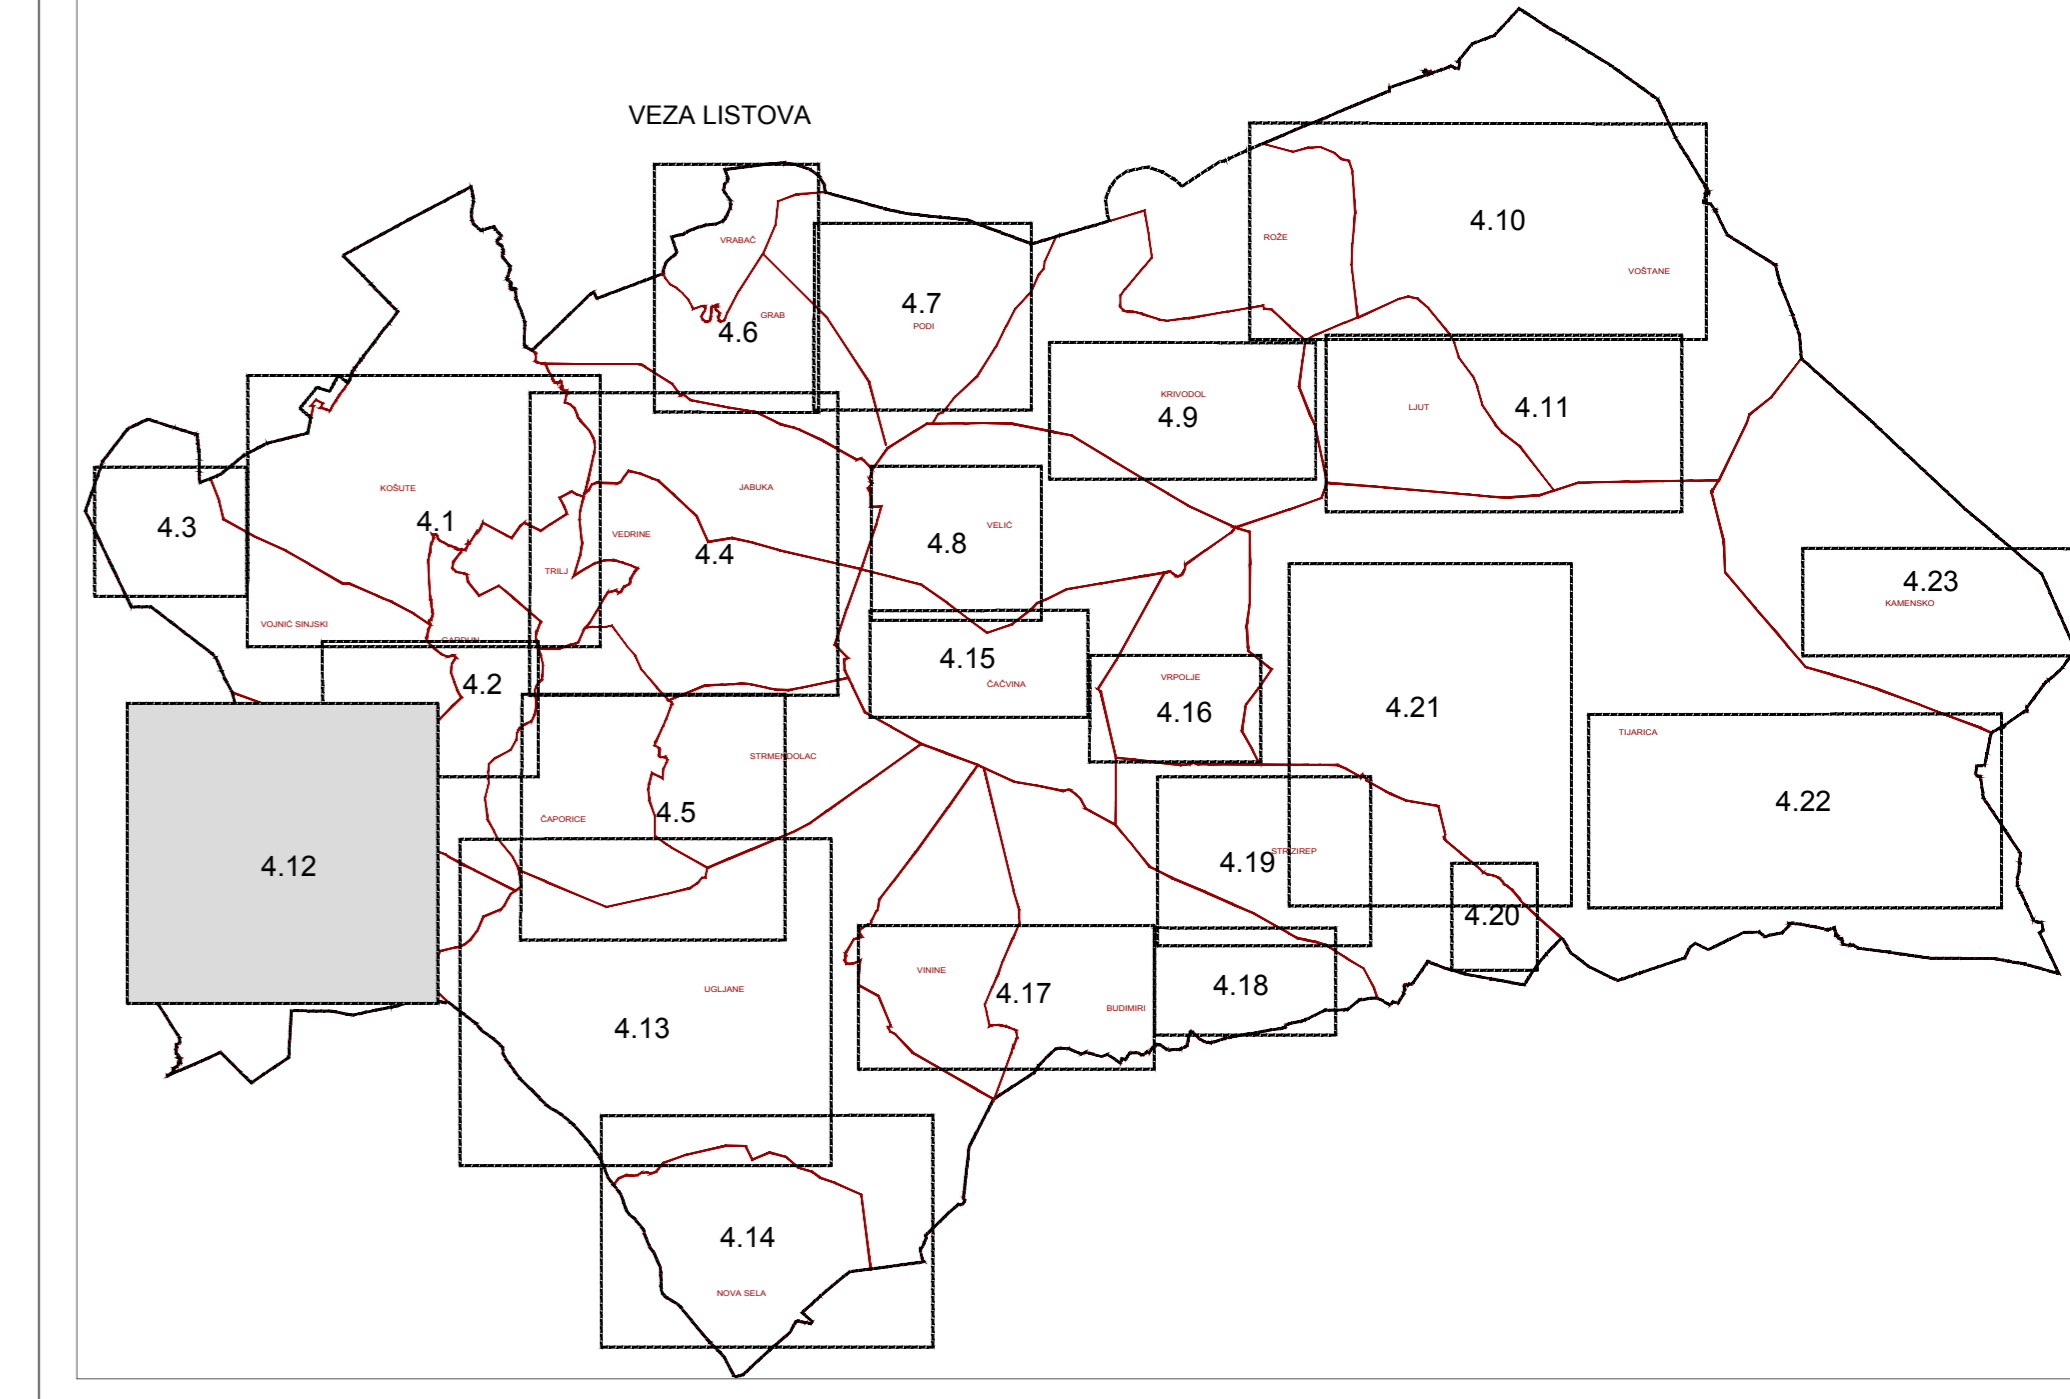 VEZA LISTOVA
4.10
ROŽE
VOŠTANE
VRABAČ
GRAB
4.6
4.7
PODI
KRIVODOL
4.9
LJUT
4.11
KOŠUTE
4.1
JABUKA
4.3
VEDRINE
4.4
TRILJ
4.8
VELIĆ
4.23
KAMENSKO
VOJNIĆ SINJSKI
GARDUN
4.2
4.15
ČAČVINA
VRPOLJE
4.16
4.21
TIJARICA
4.22
STRMENDOLAC
ČAPORICE
4.5
4.12
4.19
STRIZIREP
4.20
VININE
4.17
BUDIMIRI
4.18
UGLJANE
4.13
4.14
NOVA SELA